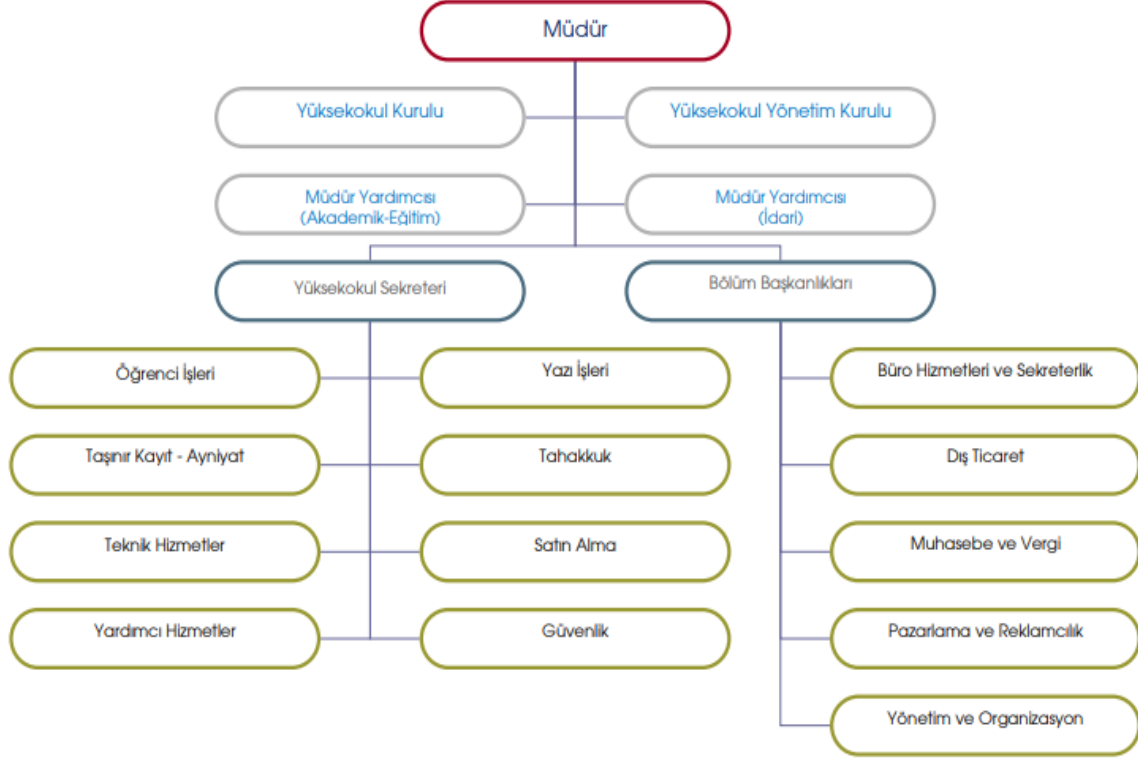 Müdür
Yüksekokul Kurulu
Yüksekokul Yönetim Kurulu
Müdür Yardımcısı
(Akademik-Eğitim)
Müdür Yardımcısı
(İdari)
Yüksekokul Sekreteri
Bölüm Başkanlıkları
Öğrenci İşleri
Yazı İşleri
Büro Hizmetleri ve Sekreterlik
Taşınır Kayıt - Ayniyat
Tahakkuk
Dış Ticaret
Teknik Hizmetler
Satın Alma
Muhasebe ve Vergi
Yardımcı Hizmetler
Güvenlik
Pazarlama ve Reklamcılık
Yönetim ve Organizasyon